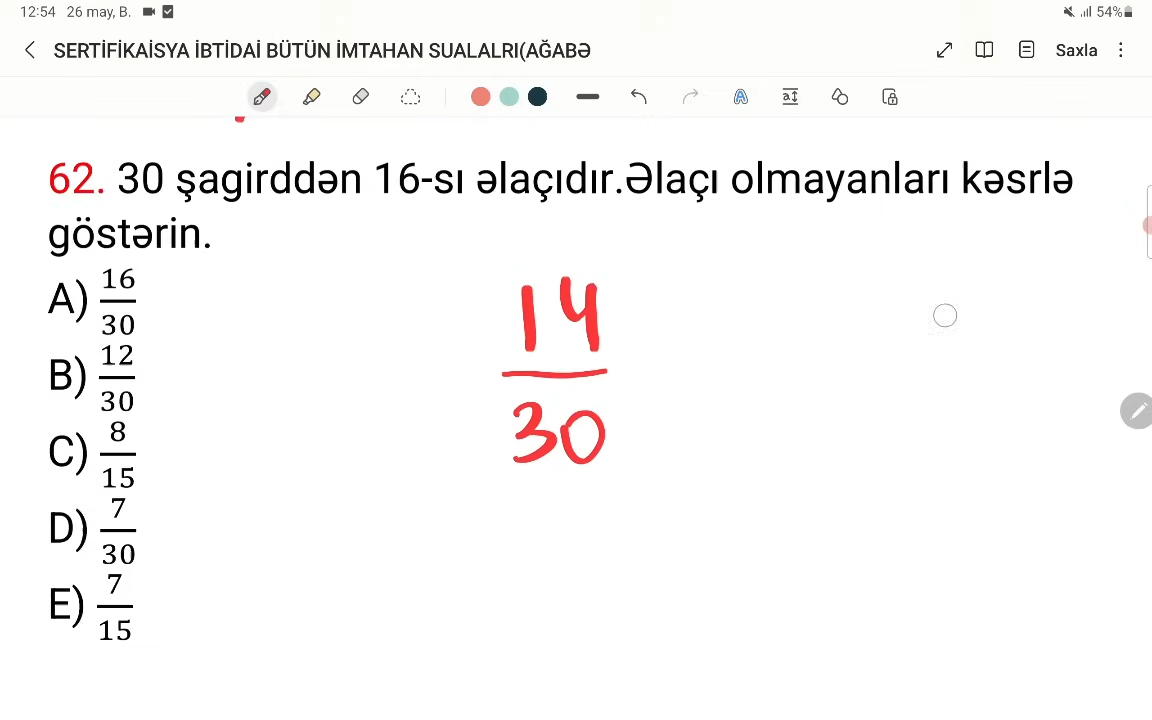 12:54 26 may, B. 54%
SERTİFİKAİSYA İBTİDAİ BÜTÜN İMTAHAN SUALALRI(AĞABƏ
Saxla
62. 30 şagirddən 16-sı əlaçıdır.Əlaçı olmayanları kəsrlə
göstərin.
A) 16/30
B) 12/30
C) 8/15
D) 7/30
E) 7/15
14
30